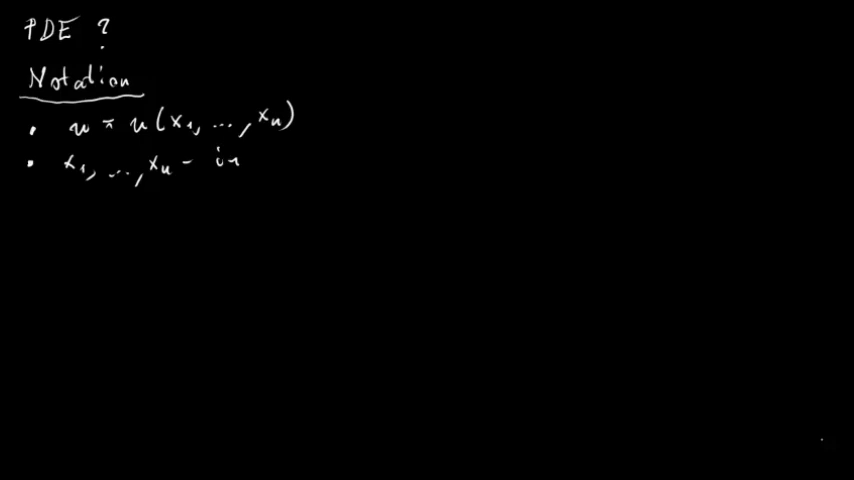 PDE ?
Notation
• u = u(x₁, ..., xₙ)
• x₁, ..., xₙ - in